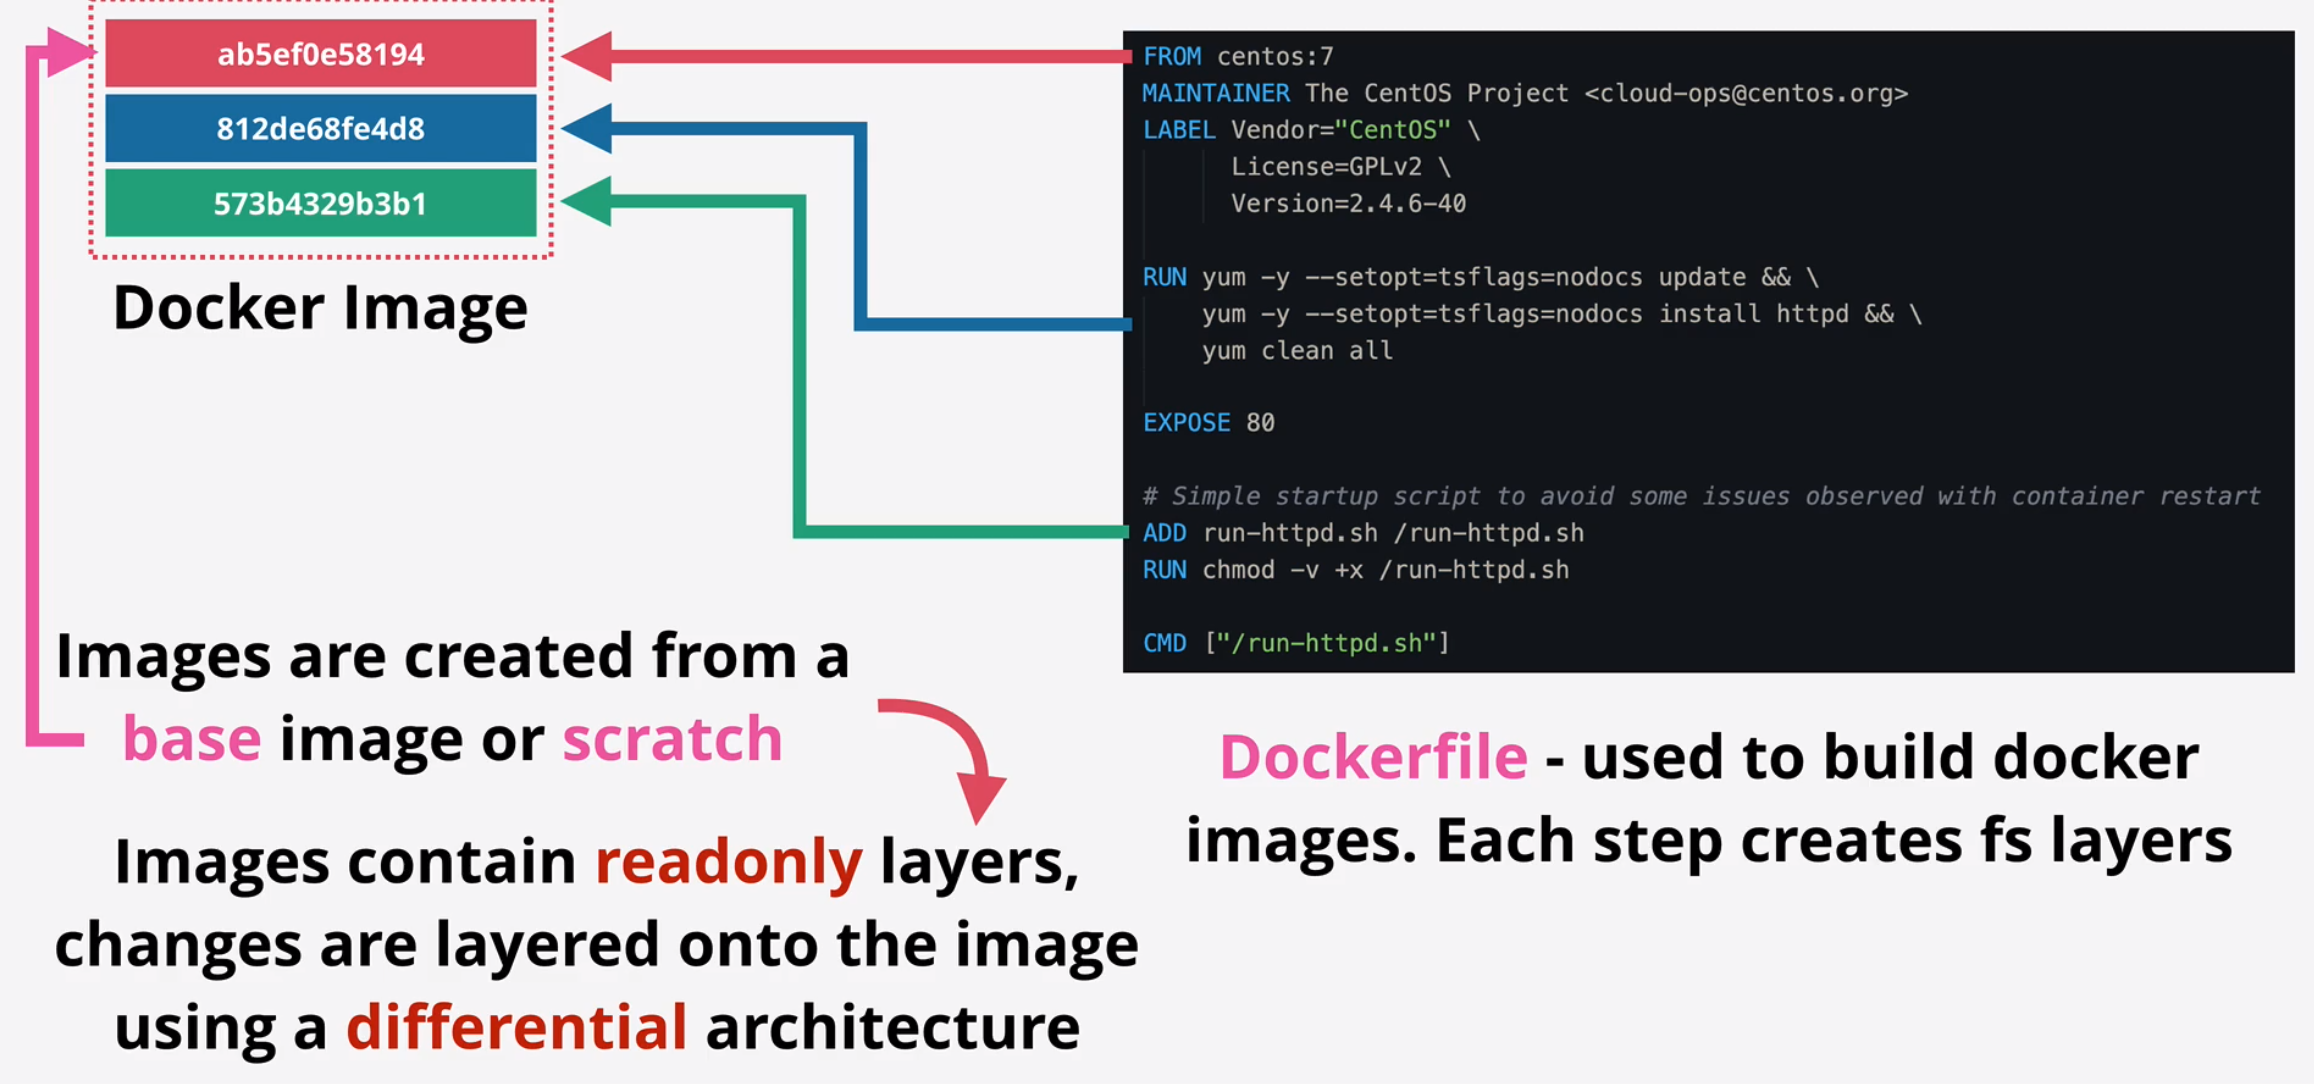 ab5ef0e58194
812de68fe4d8
573b4329b3b1
Docker Image
FROM centos:7
MAINTAINER The CentOS Project <cloud-ops@centos.org>
LABEL Vendor="CentOS" \
License=GPLv2 \
Version=2.4.6-40
RUN yum -y --setopt=tsflags=nodocs update && \
yum -y --setopt=tsflags=nodocs install httpd && \
yum clean all
EXPOSE 80
# Simple startup script to avoid some issues observed with container restart
ADD run-httpd.sh /run-httpd.sh
RUN chmod -v +x /run-httpd.sh
CMD ["/run-httpd.sh"]
Images are created from a
base image or scratch
Images contain readonly layers,
changes are layered onto the image
using a differential architecture
Dockerfile - used to build docker
images. Each step creates fs layers